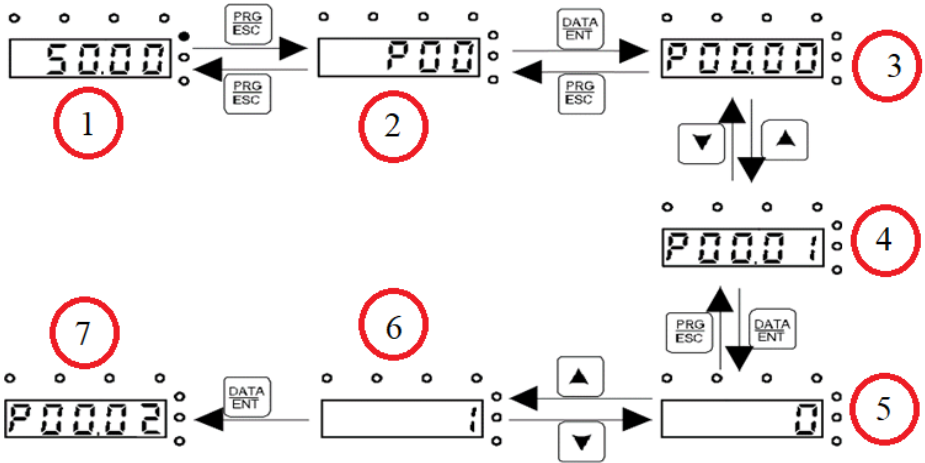 PRG
ESC
50.00
PRG
ESC
1
P00
2
DATA
ENT
PRG
ESC
P00.00
3
▼
▲
P00.01
4
PRG
ESC
DATA
ENT
7
6
P00.02
DATA
ENT
1
▲
▼
0
5